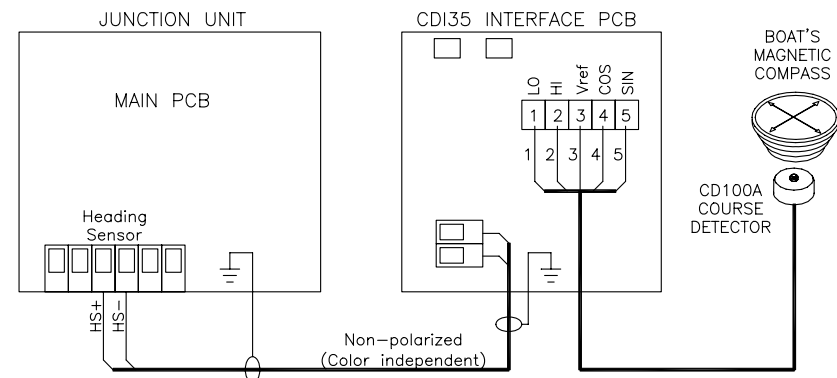 JUNCTION UNIT
MAIN PCB
Heading
Sensor
HS+
HS-
Non-polarized
(Color independent)
CDI35 INTERFACE PCB
LO
HI
Vref
COS
SIN
1 2 3 4 5
1 2 3 4 5
BOAT'S
MAGNETIC
COMPASS
CD100A
COURSE
DETECTOR